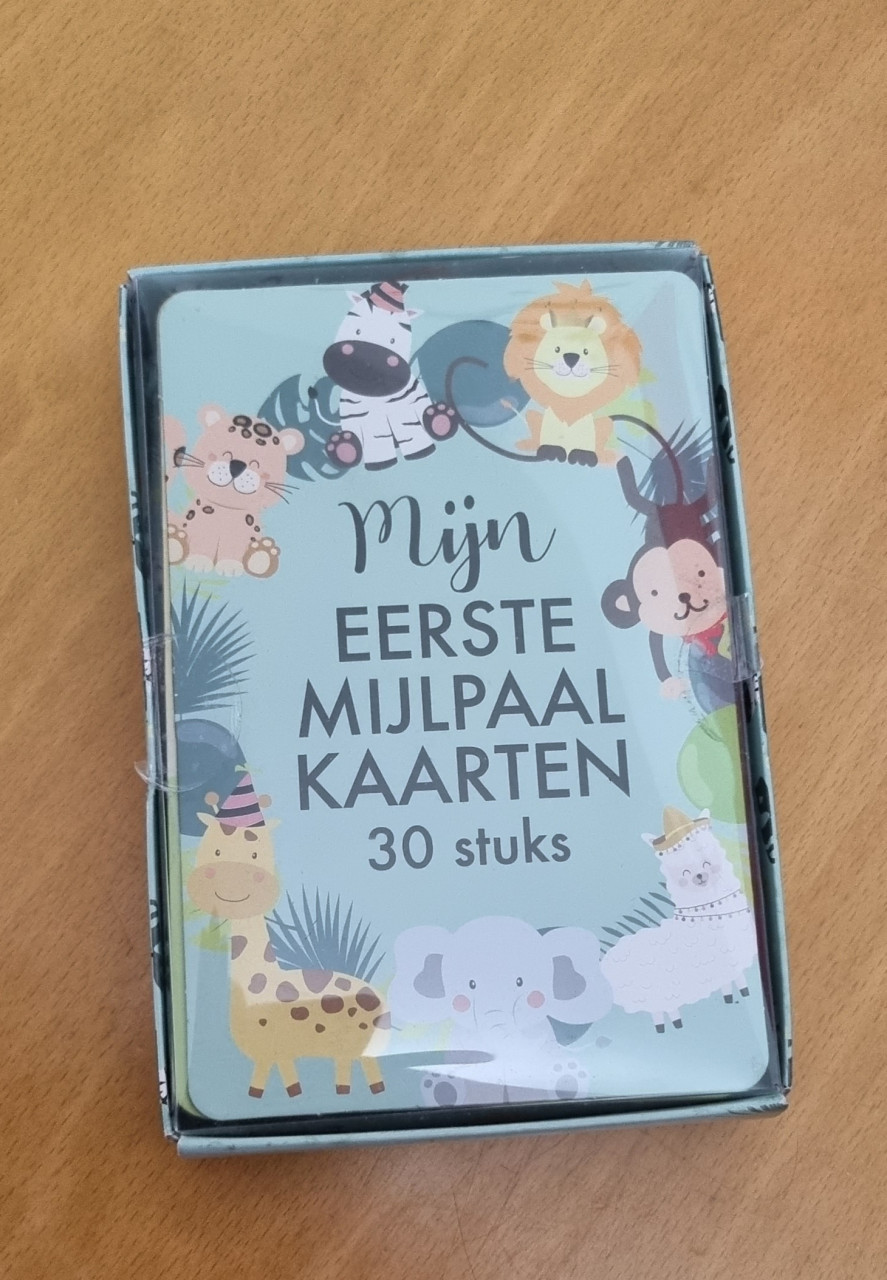 Mijn
EERSTE
MIJLPAAL
KAARTEN
30 stuks